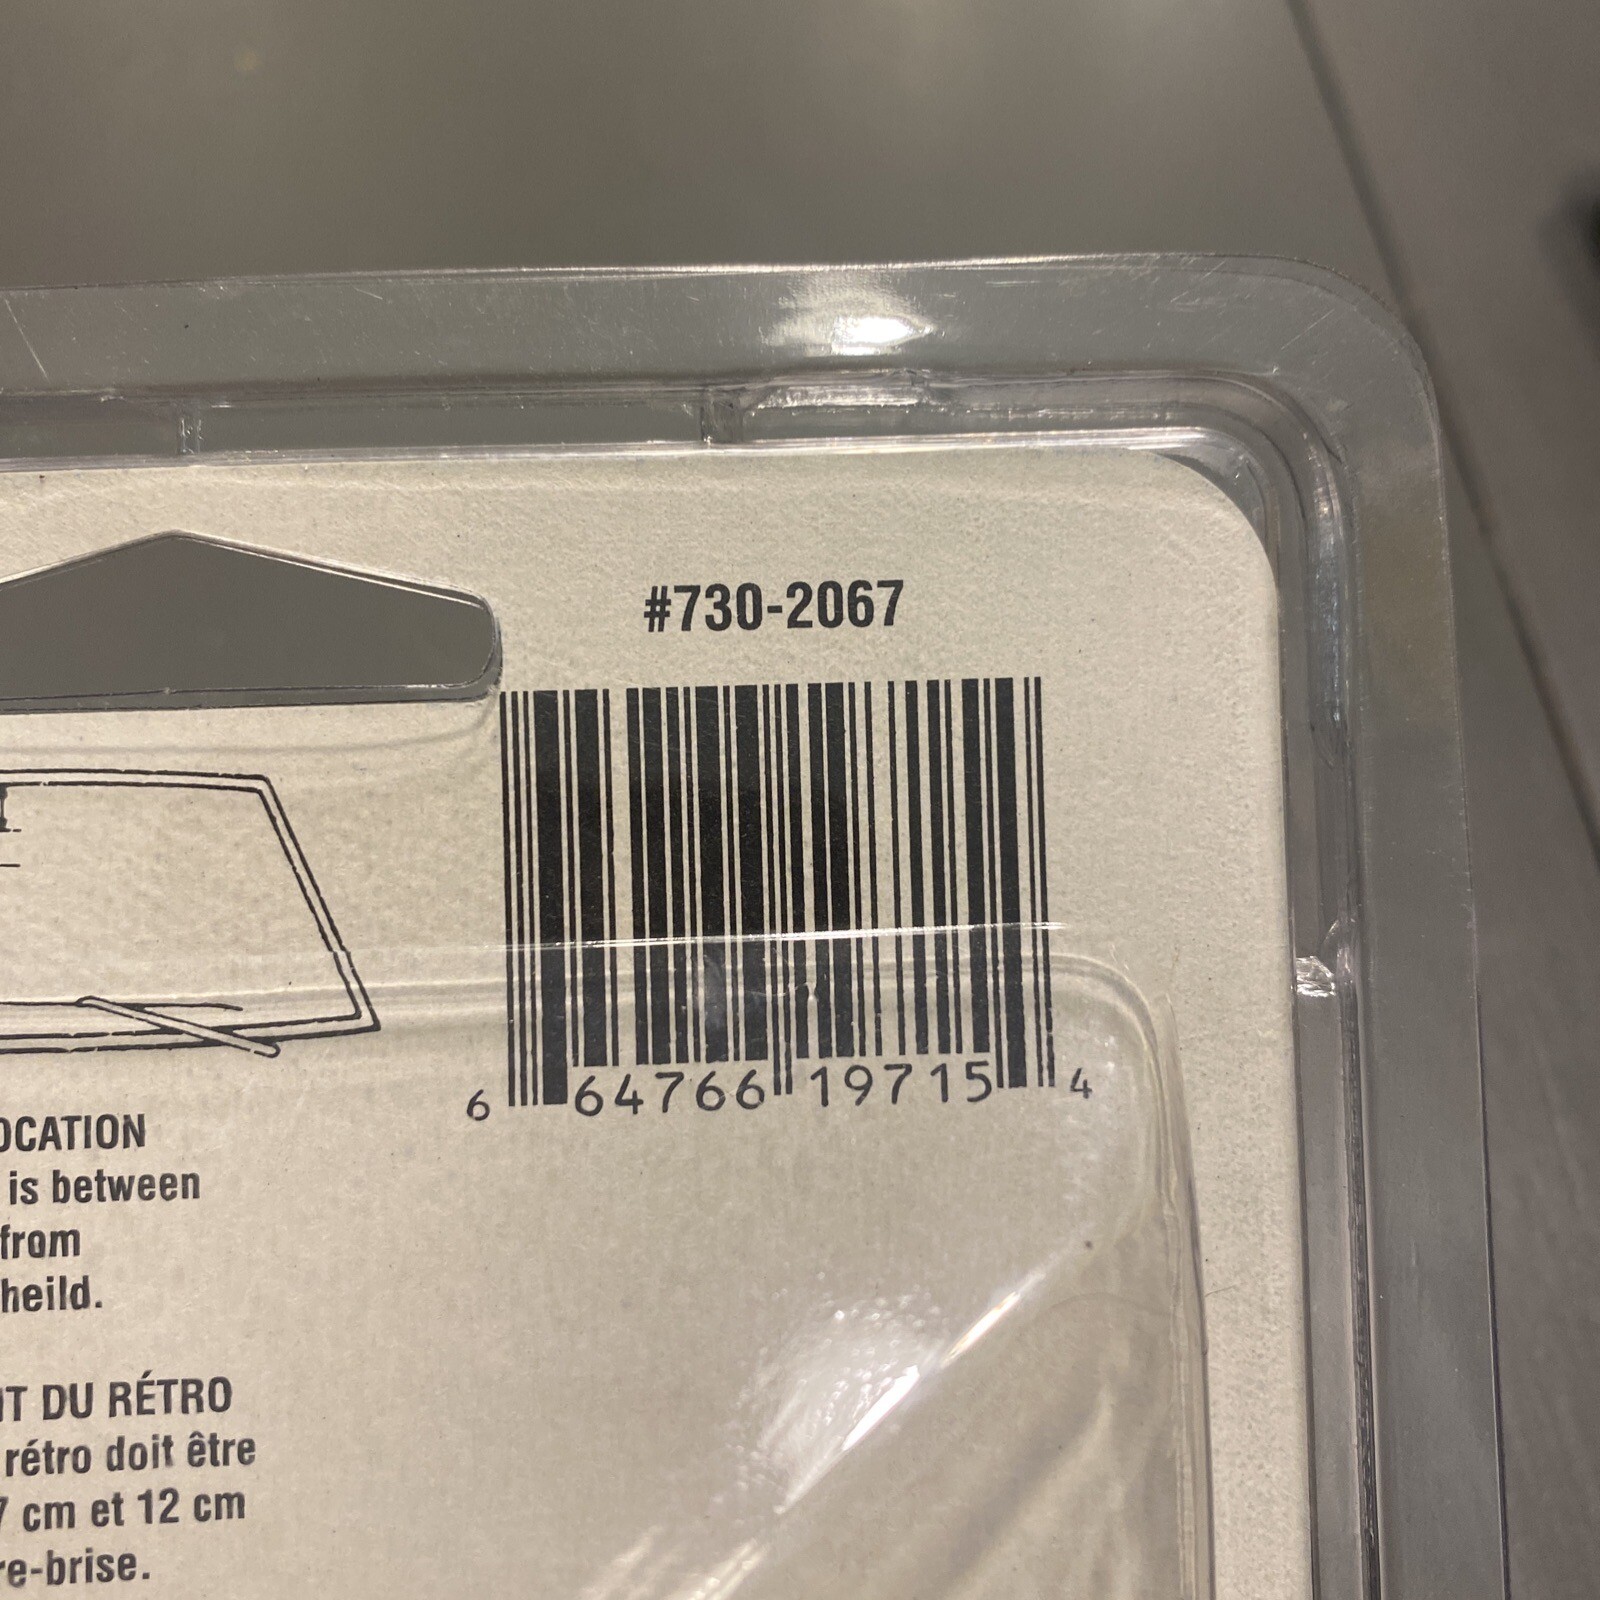 #730-2067
6 64766 19715 4
OCATION
is between
from
heild.
NT DU RÉTRO
rétro doit être
7 cm et 12 cm
re-brise.